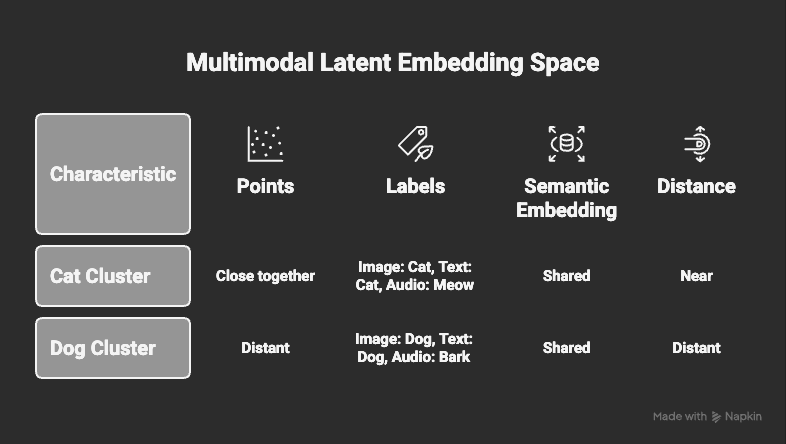 Multimodal Latent Embedding Space
Characteristic
Points
Labels
Semantic
Embedding
Distance
Cat Cluster
Close together
Image: Cat, Text:
Cat, Audio: Meow
Shared
Near
Dog Cluster
Distant
Image: Dog, Text:
Dog, Audio: Bark
Shared
Distant
Made with Napkin